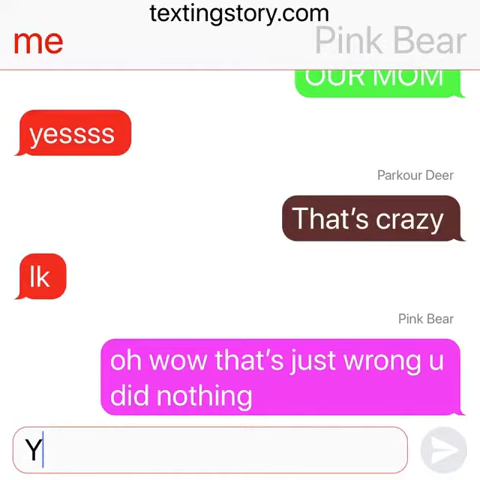 textingstory.com
me
Pink Bear
OUR MOM
yessss
Parkour Deer
That's crazy
Ik
Pink Bear
oh wow that's just wrong u
did nothing
Y